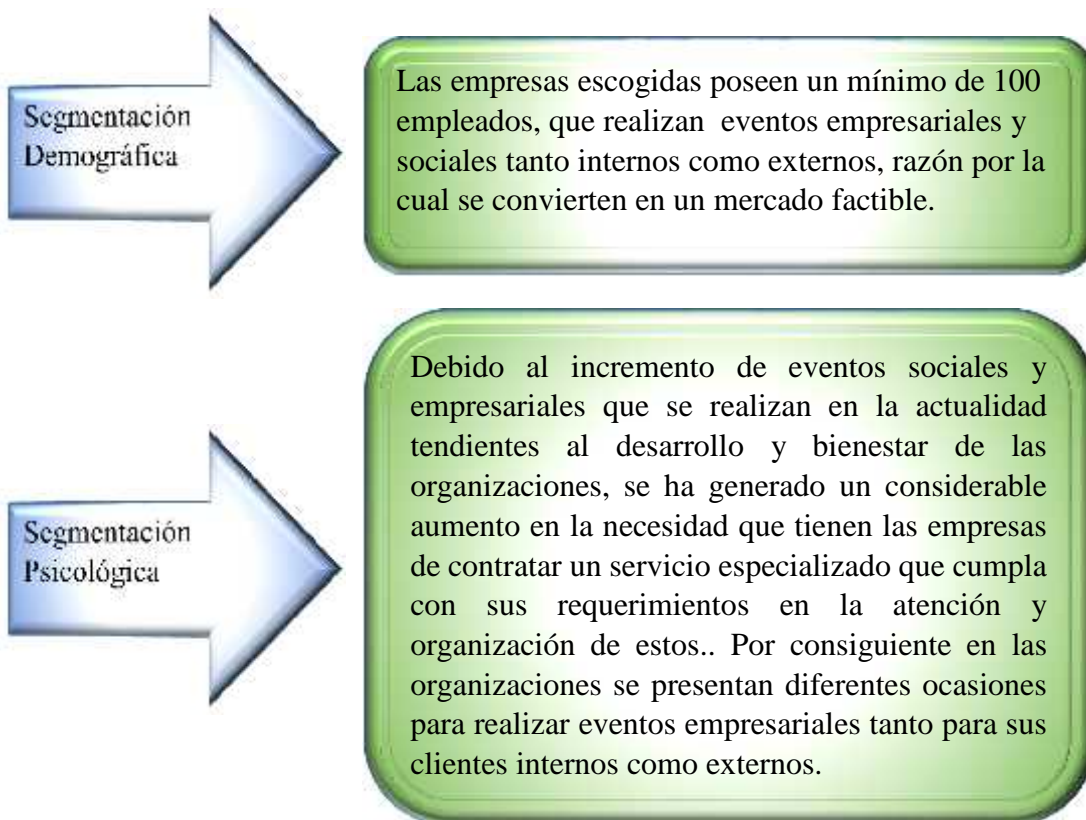 Segmentación
Demográfica
Las empresas escogidas poseen un mínimo de 100
empleados, que realizan eventos empresariales y
sociales tanto internos como externos, razón por la
cual se convierten en un mercado factible.
Segmentación
Psicológica
Debido al incremento de eventos sociales y
empresariales que se realizan en la actualidad
tendientes al desarrollo y bienestar de las
organizaciones, se ha generado un considerable
aumento en la necesidad que tienen las empresas
de contratar un servicio especializado que cumpla
con sus requerimientos en la atención y
organización de estos.. Por consiguiente en las
organizaciones se presentan diferentes ocasiones
para realizar eventos empresariales tanto para sus
clientes internos como externos.